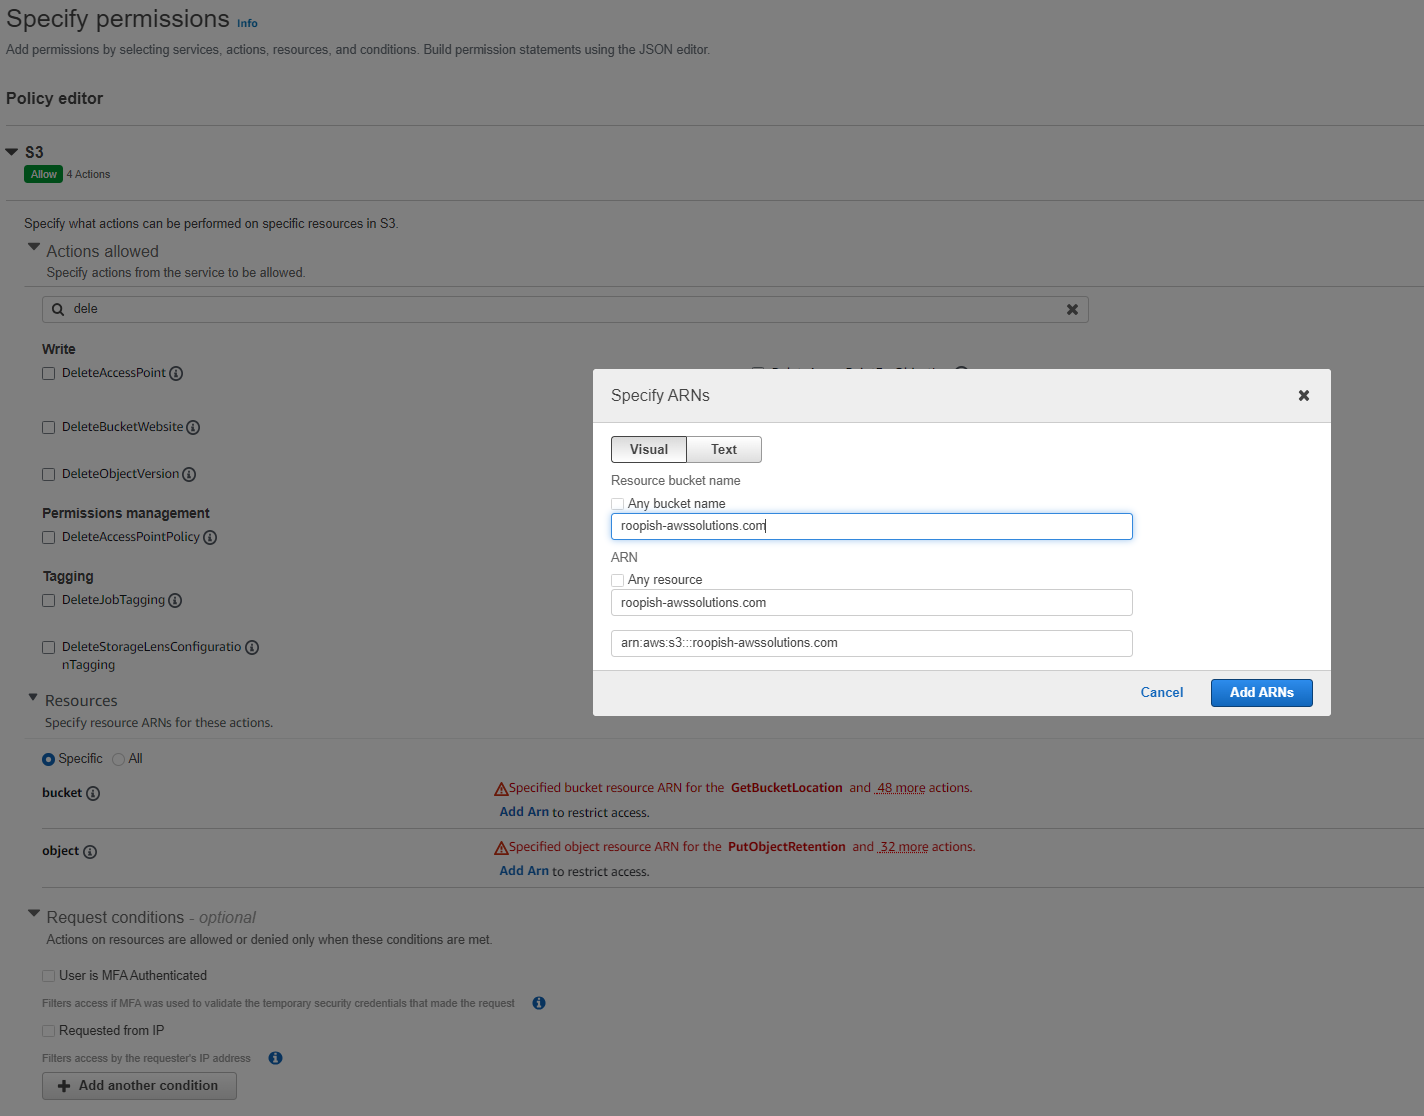 Specify permissions Info
Add permissions by selecting services, actions, resources, and conditions. Build permission statements using the JSON editor.
Policy editor
S3
Allow 4 Actions
Specify what actions can be performed on specific resources in S3.
Actions allowed
Specify actions from the service to be allowed.
dele
Write
DeleteAccessPoint
DeleteBucketWebsite
DeleteObjectVersion
Permissions management
DeleteAccessPointPolicy
Tagging
DeleteJobTagging
DeleteStorageLensConfiguratio
nTagging
Specify ARNs
Visual Text
Resource bucket name
Any bucket name
roopish-awssolutions.com
ARN
Any resource
roopish-awssolutions.com
arn:aws:s3:::roopish-awssolutions.com
Cancel Add ARNs
Resources
Specify resource ARNs for these actions.
Specific All
bucket
Specified bucket resource ARN for the GetBucketLocation and 48 more actions.
Add Arn to restrict access.
object
Specified object resource ARN for the PutObjectRetention and 32 more actions.
Add Arn to restrict access.
Request conditions - optional
Actions on resources are allowed or denied only when these conditions are met.
User is MFA Authenticated
Filters access if MFA was used to validate the temporary security credentials that made the request
Requested from IP
Filters access by the requester's IP address
Add another condition